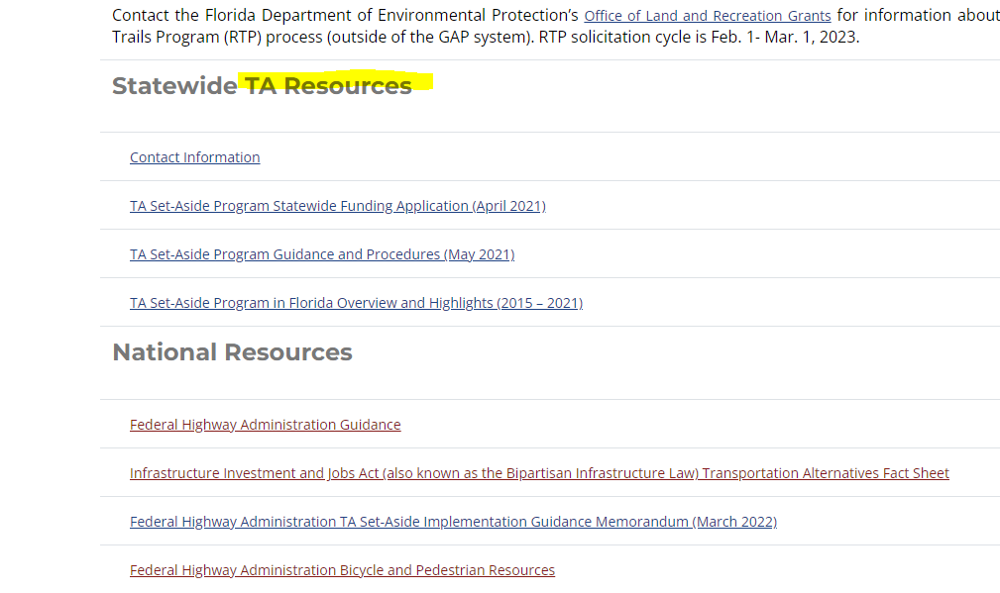 Contact the Florida Department of Environmental Protection’s Office of Land and Recreation Grants for information about
Trails Program (RTP) process (outside of the GAP system). RTP solicitation cycle is Feb. 1- Mar. 1, 2023.
Statewide TA Resources
Contact Information
TA Set-Aside Program Statewide Funding Application (April 2021)
TA Set-Aside Program Guidance and Procedures (May 2021)
TA Set-Aside Program in Florida Overview and Highlights (2015 – 2021)
National Resources
Federal Highway Administration Guidance
Infrastructure Investment and Jobs Act (also known as the Bipartisan Infrastructure Law) Transportation Alternatives Fact Sheet
Federal Highway Administration TA Set-Aside Implementation Guidance Memorandum (March 2022)
Federal Highway Administration Bicycle and Pedestrian Resources